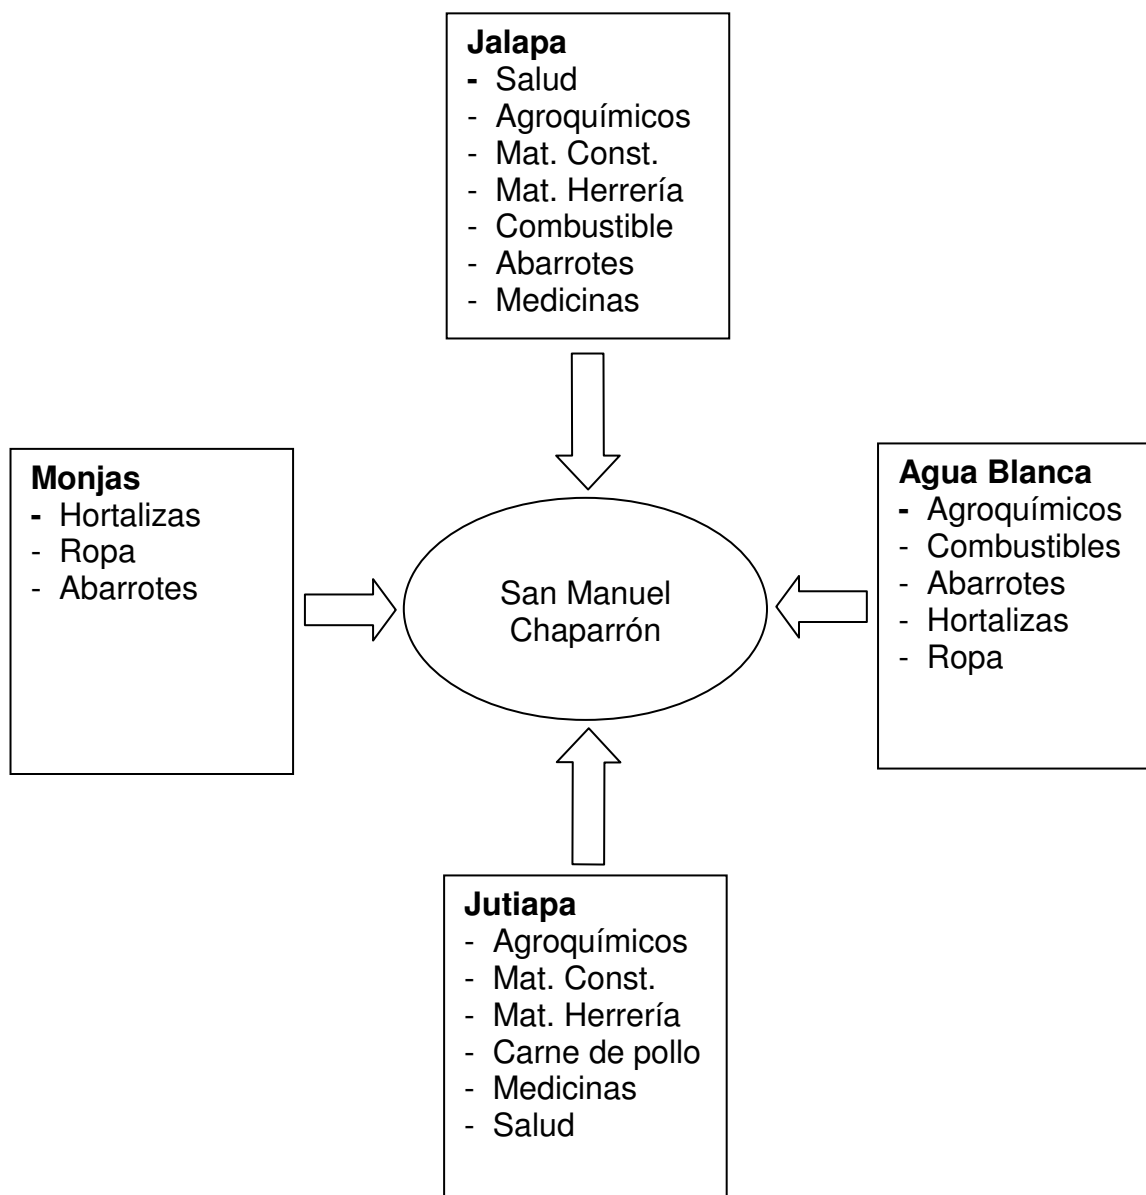 Jalapa
- Salud
- Agroquímicos
- Mat. Const.
- Mat. Herrería
- Combustible
- Abarrotes
- Medicinas
Monjas
- Hortalizas
- Ropa
- Abarrotes
San Manuel
Chaparrón
Agua Blanca
- Agroquímicos
- Combustibles
- Abarrotes
- Hortalizas
- Ropa
Jutiapa
- Agroquímicos
- Mat. Const.
- Mat. Herrería
- Carne de pollo
- Medicinas
- Salud